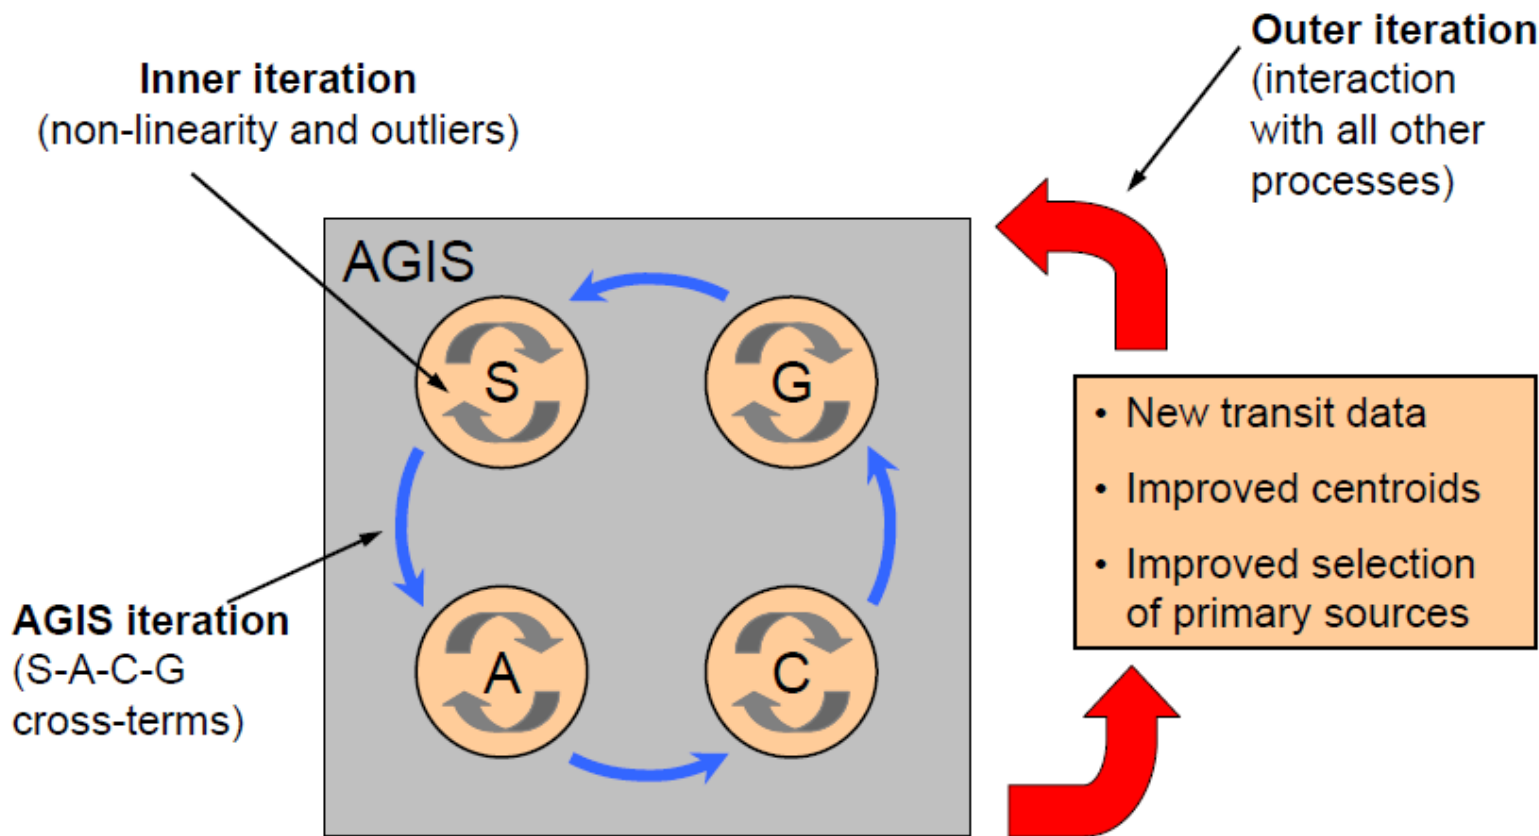 Outer iteration
(interaction
with all other
processes)
Inner iteration
(non-linearity and outliers)
AGIS
S
G
A
C
AGIS iteration
(S-A-C-G
cross-terms)
• New transit data
• Improved centroids
• Improved selection
of primary sources